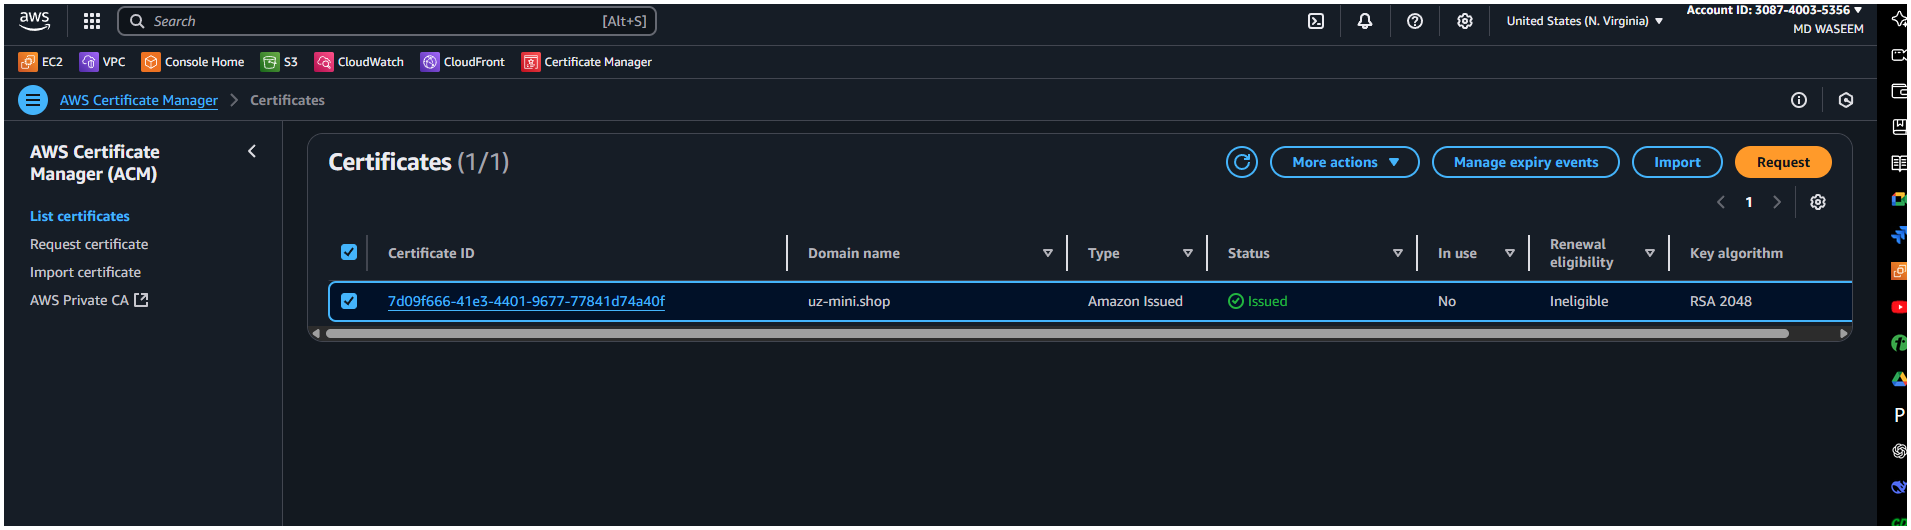 aws
Search
[Alt+S]
United States (N. Virginia)
Account ID: 3087-4003-5356
MD WASEEM
EC2
VPC
Console Home
S3
CloudWatch
CloudFront
Certificate Manager
AWS Certificate Manager
Certificates
AWS Certificate
Manager (ACM)
List certificates
Request certificate
Import certificate
AWS Private CA
Certificates (1/1)
More actions
Manage expiry events
Import
Request
1
Certificate ID
Domain name
Type
Status
In use
Renewal
eligibility
Key algorithm
7d09f666-41e3-4401-9677-77841d74a40f
uz-mini.shop
Amazon Issued
Issued
No
Ineligible
RSA 2048
P